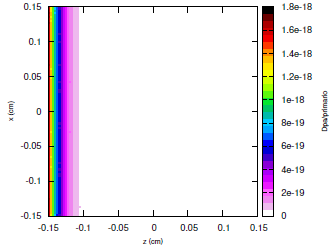 0.15
0.1
0.05
0
-0.05
-0.1
-0.15
x (cm)
-0.15 -0.1 -0.05 0 0.05 0.1 0.15
z (cm)
1.8e-18
1.6e-18
1.4e-18
1.2e-18
1e-18
8e-19
6e-19
4e-19
2e-19
0
Dpa/primario